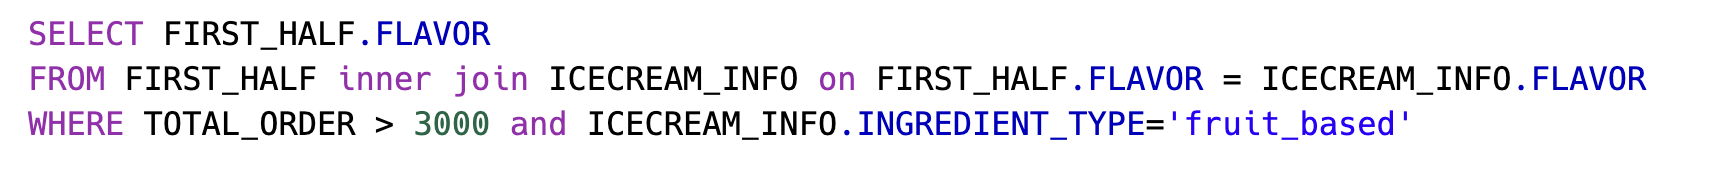 SELECT FIRST_HALF.FLAVOR
FROM FIRST_HALF inner join ICECREAM_INFO on FIRST_HALF.FLAVOR = ICECREAM_INFO.FLAVOR
WHERE TOTAL_ORDER > 3000 and ICECREAM_INFO.INGREDIENT_TYPE='fruit_based'